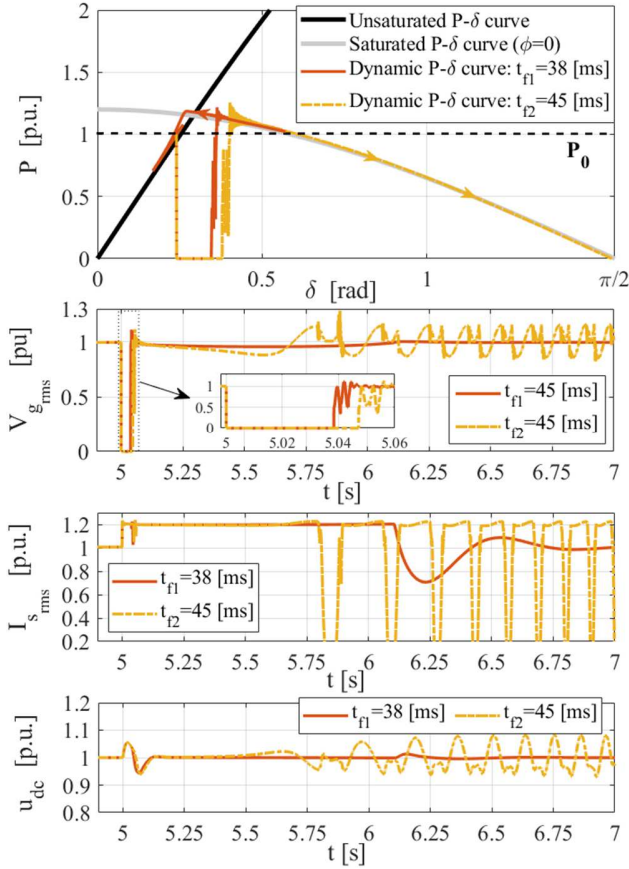 P [p.u.]
2
1.5
1
0.5
0
Unsaturated P-δ curve
Saturated P-δ curve (ϕ=0)
Dynamic P-δ curve: t_f1=38 [ms]
Dynamic P-δ curve: t_f2=45 [ms]
P_0
0 0.5 1 π/2
δ [rad]
V_g_rms [pu]
1.3
1
0.5
0
1
0.5
0
5 5.02 5.04 5.06
t_f1=45 [ms]
t_f2=45 [ms]
5 5.25 5.5 5.75 6 6.25 6.5 6.75 7
t [s]
I_s_rms [p.u.]
1.2
1.0
0.8
0.6
0.4
0.2
t_f1=38 [ms]
t_f2=45 [ms]
5 5.25 5.5 5.75 6 6.25 6.5 6.75 7
t [s]
u_dc [p.u.]
1.2
1.1
1
0.9
0.8
t_f1=38 [ms] t_f2=45 [ms]
5 5.25 5.5 5.75 6 6.25 6.5 6.75 7
t [s]